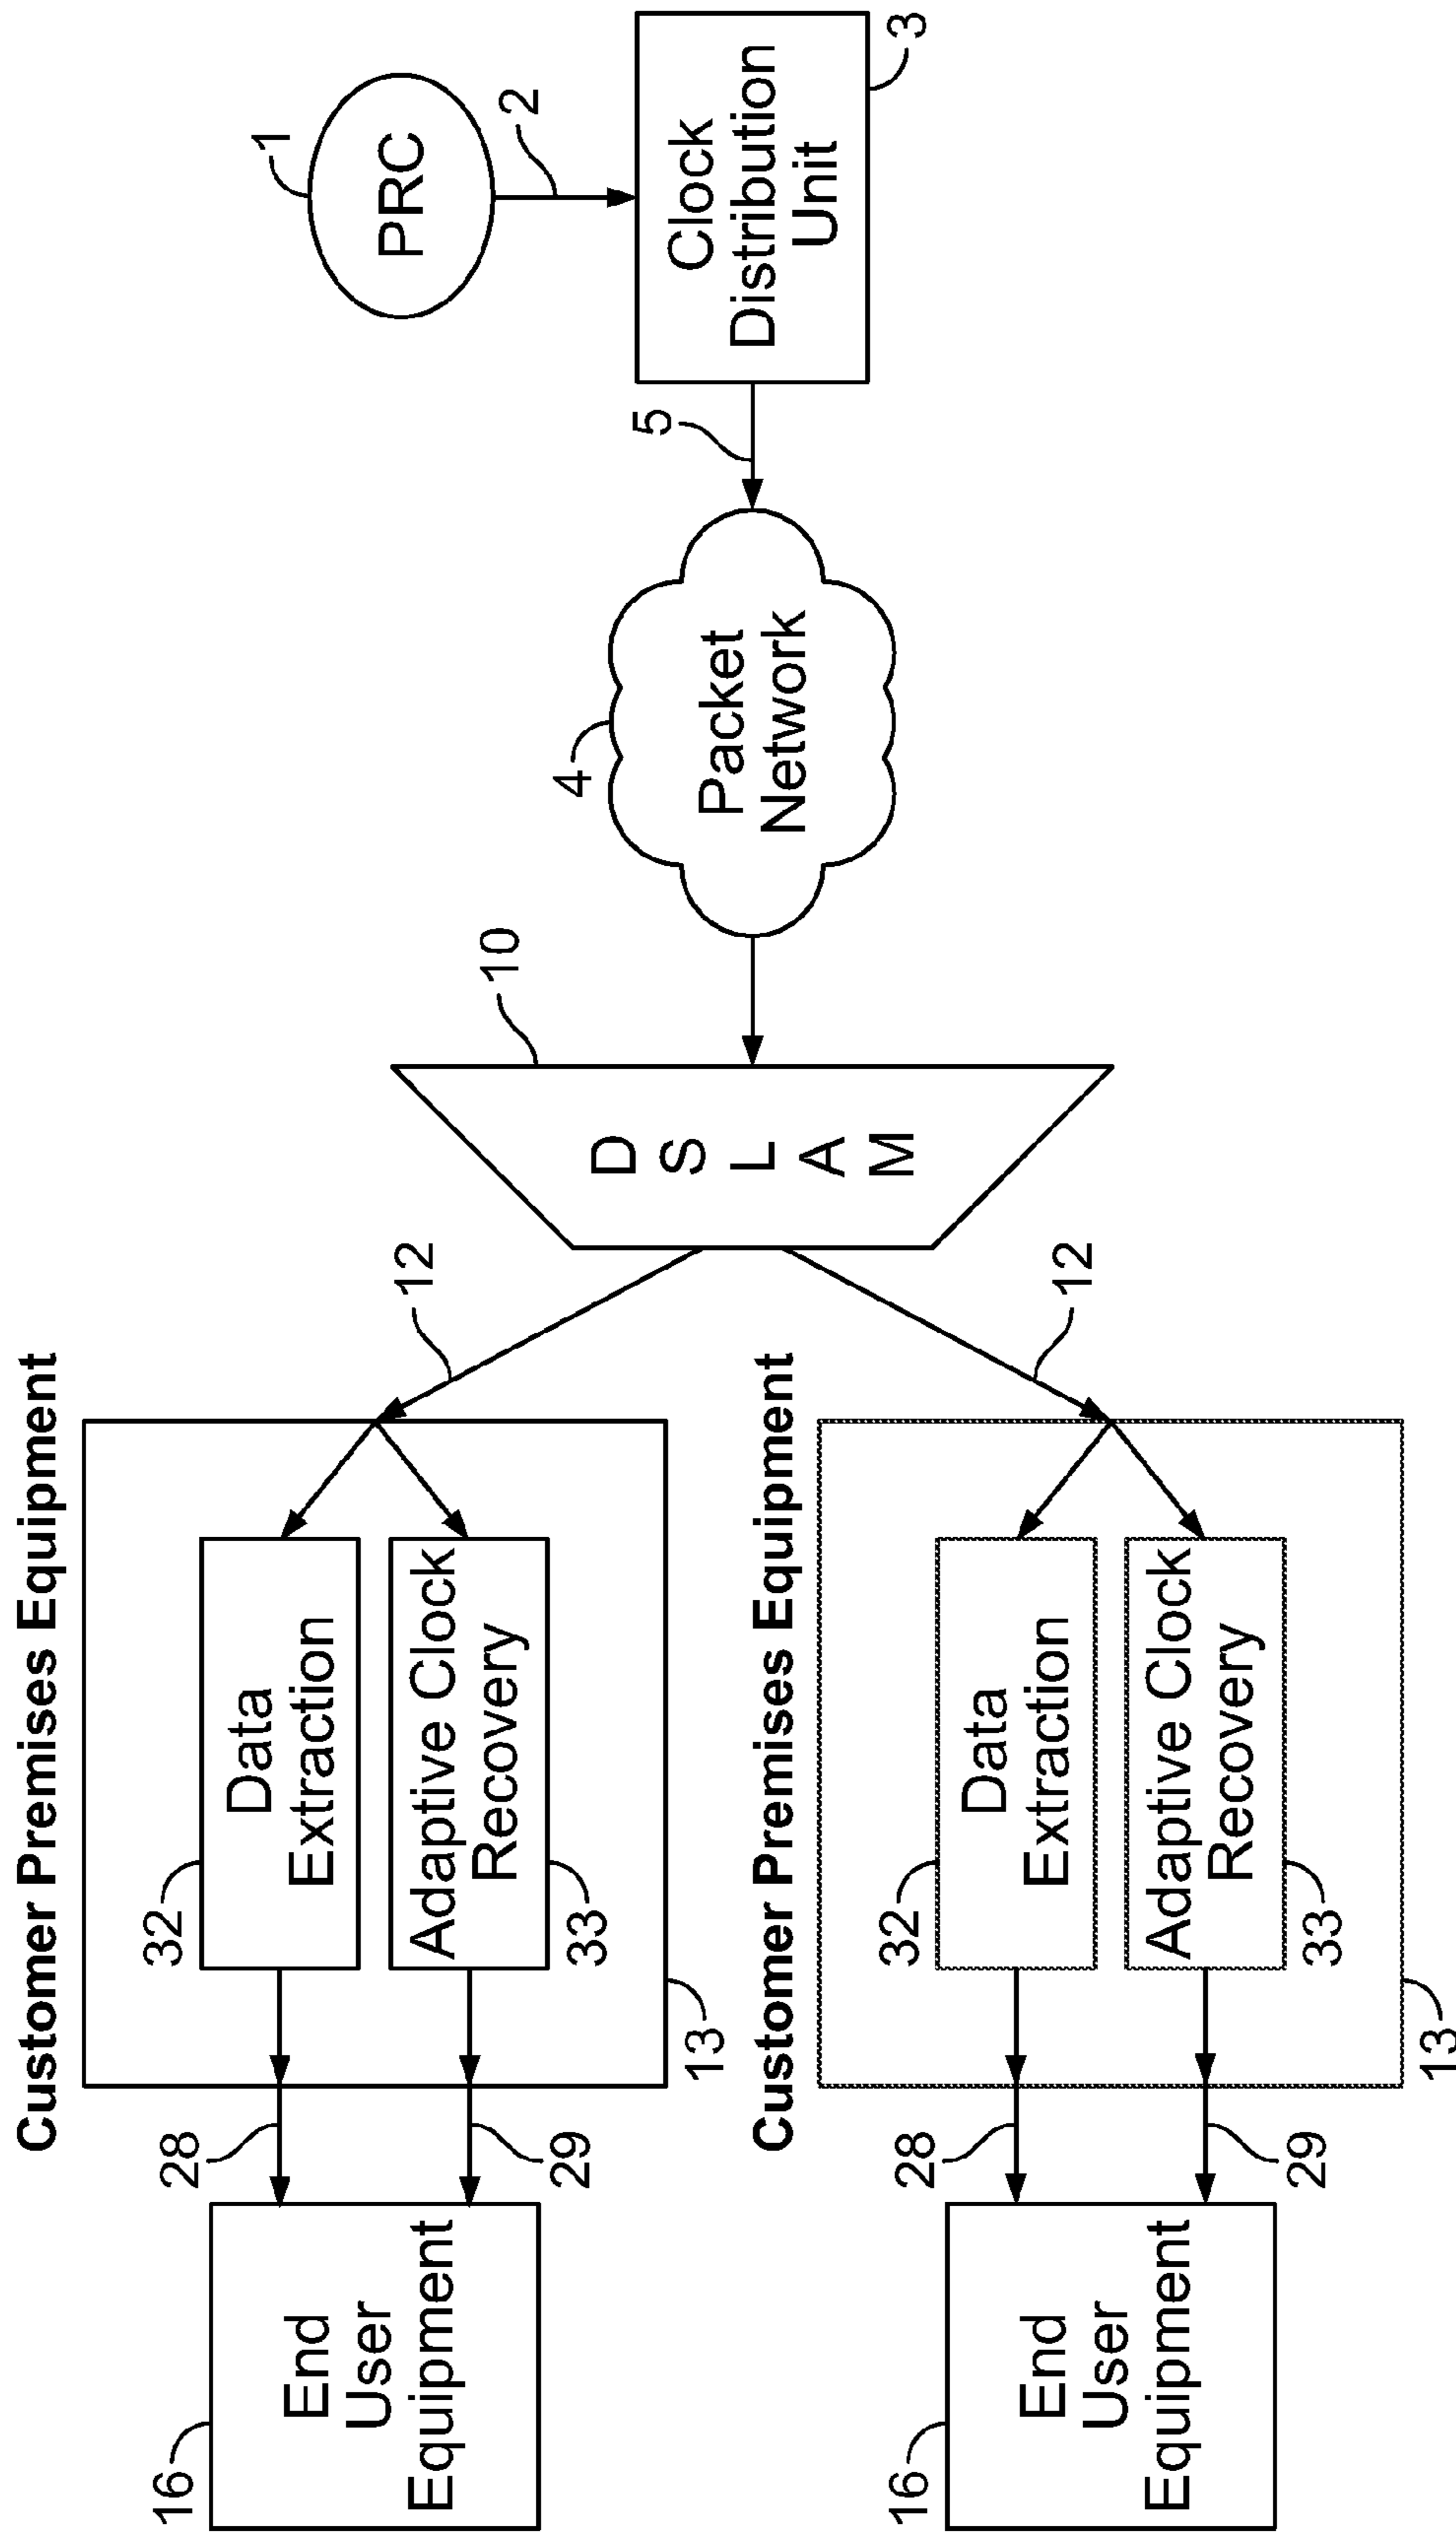 Customer Premises Equipment
16
End
User
Equipment
28
29
32
Data
Extraction
Adaptive Clock
Recovery
33
13
12
Customer Premises Equipment
16
End
User
Equipment
28
29
32
Data
Extraction
Adaptive Clock
Recovery
33
13
12
10
D
S
L
A
M
4
Packet
Network
5
1
PRC
2
Clock
Distribution
Unit
3